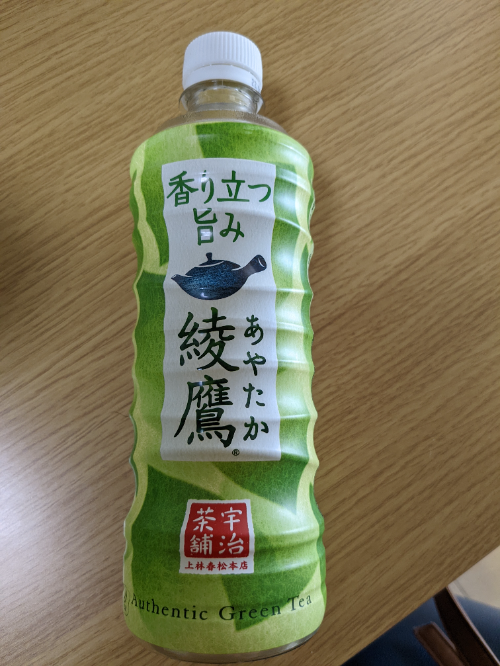 香り立つ
旨み
綾鷹
あやたか
®
宇治
茶舗
上林春松本店
Authentic Green Tea